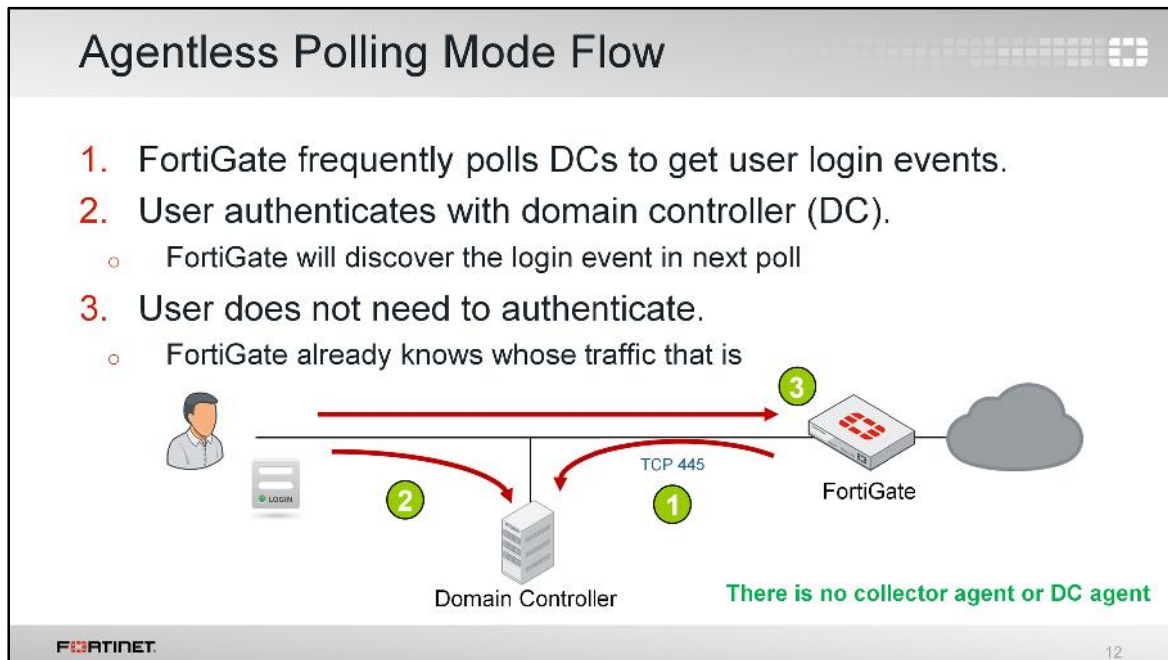 Agentless Polling Mode Flow
1. FortiGate frequently polls DCs to get user login events.
2. User authenticates with domain controller (DC).
o FortiGate will discover the login event in next poll
3. User does not need to authenticate.
o FortiGate already knows whose traffic that is
3
TCP 445
LOGIN
2
1
FortiGate
Domain Controller
There is no collector agent or DC agent
FORTINET
12